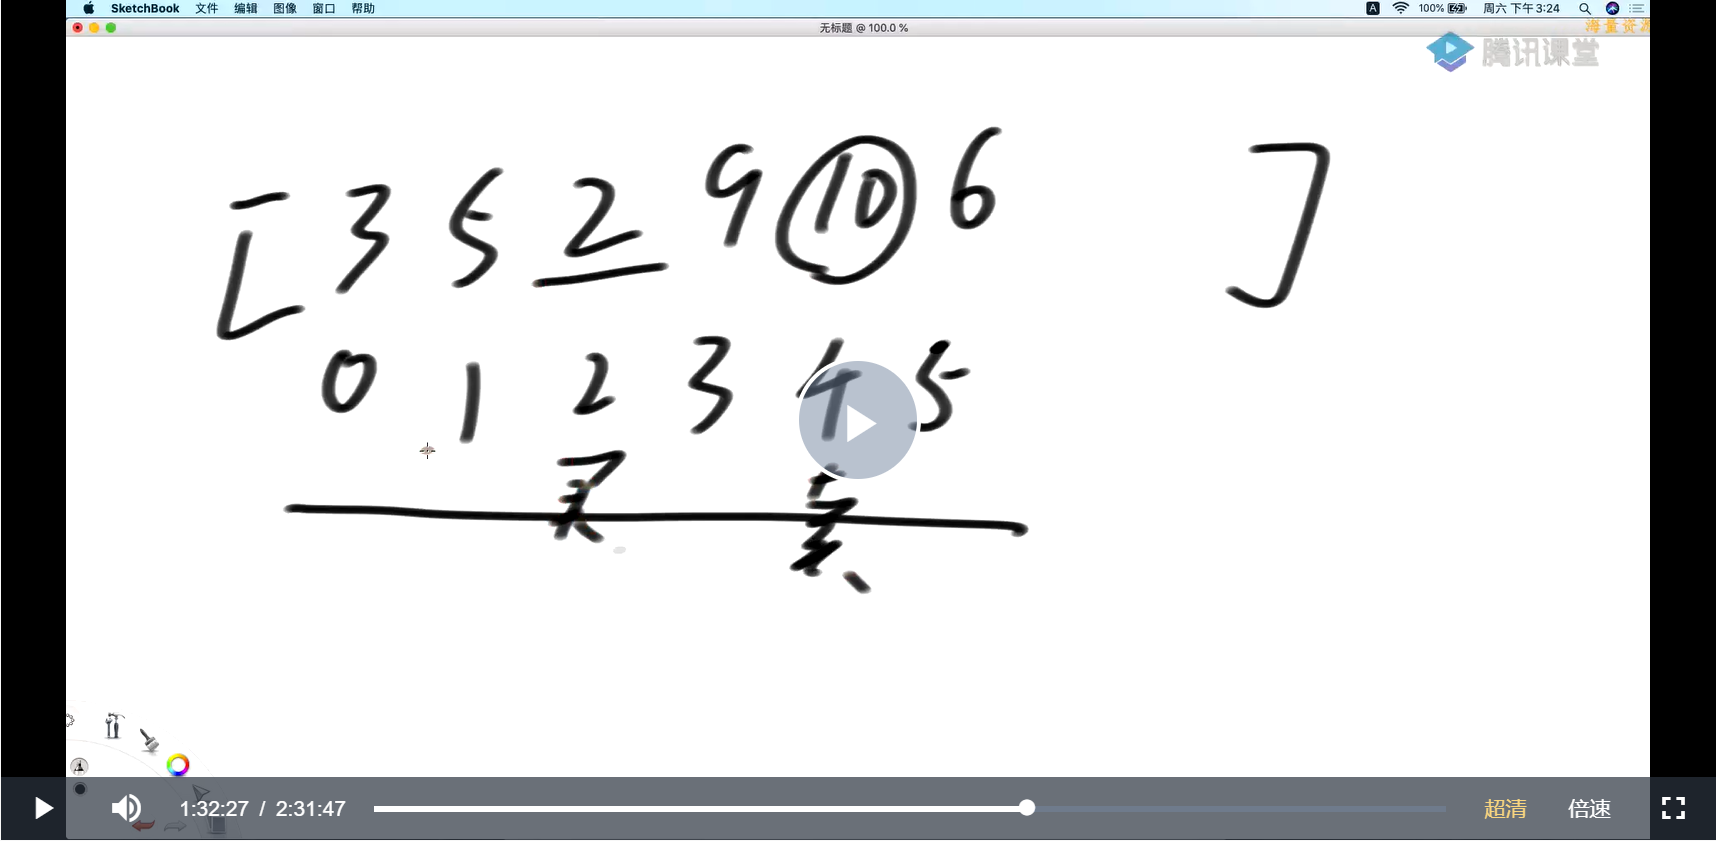 SketchBook 文件 编辑 图像 窗口 帮助 A 100% 周六 下午3:24
无标题 @ 100.0 %
海量资源
腾讯课堂
[ 3 5 2 9 10 6 ]
0 1 2 3 4 5
1:32:27 / 2:31:47 超清 倍速